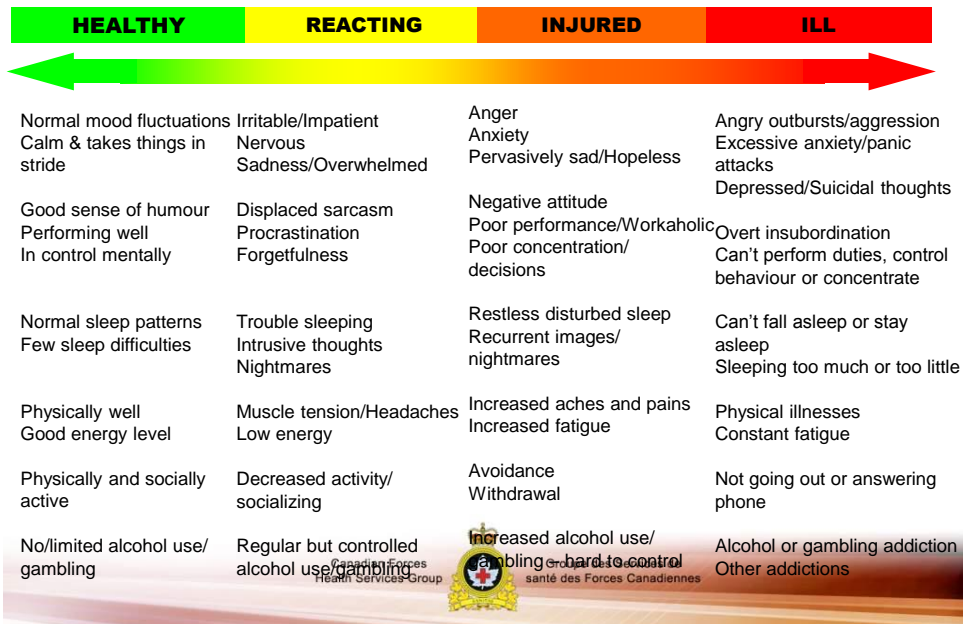 HEALTHY
REACTING
INJURED
ILL
Normal mood fluctuations
Calm & takes things in
stride
Irritable/Impatient
Nervous
Sadness/Overwhelmed
Anger
Anxiety
Pervasively sad/Hopeless
Angry outbursts/aggression
Excessive anxiety/panic
attacks
Depressed/Suicidal thoughts
Good sense of humour
Performing well
In control mentally
Displaced sarcasm
Procrastination
Forgetfulness
Negative attitude
Poor performance/Workaholic
Poor concentration/
decisions
Overt insubordination
Can’t perform duties, control
behaviour or concentrate
Normal sleep patterns
Few sleep difficulties
Trouble sleeping
Intrusive thoughts
Nightmares
Restless disturbed sleep
Recurrent images/
nightmares
Can’t fall asleep or stay
asleep
Sleeping too much or too little
Physically well
Good energy level
Muscle tension/Headaches
Low energy
Increased aches and pains
Increased fatigue
Physical illnesses
Constant fatigue
Physically and socially
active
Decreased activity/
socializing
Avoidance
Withdrawal
Not going out or answering
phone
No/limited alcohol use/
gambling
Regular but controlled
alcohol use/gambling
Increased alcohol use/
gambling – hard to control
Alcohol or gambling addiction
Other addictions
Canadian Forces
Health Services Group
Groupe des Services de
santé des Forces Canadiennes